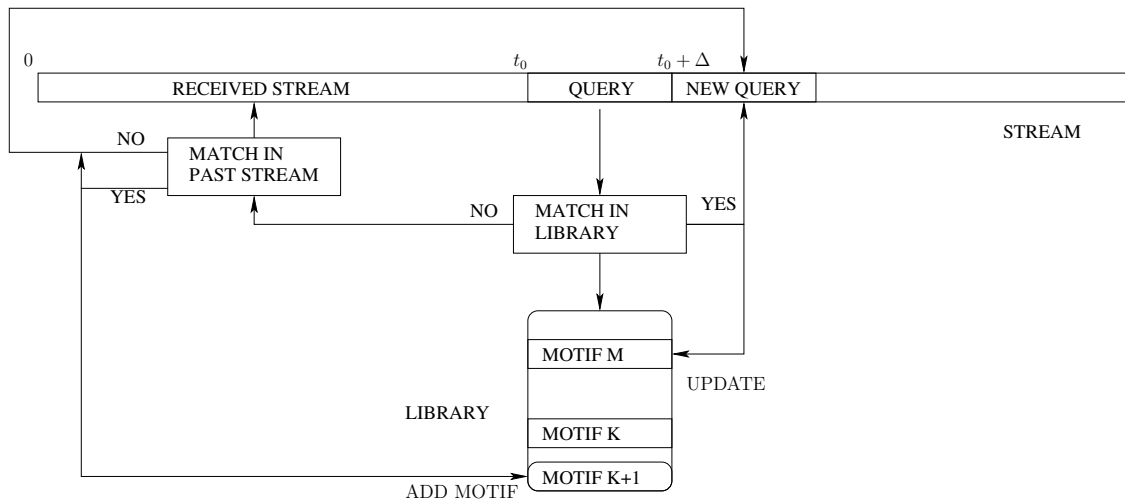 0
t₀
t₀ + Δ
RECEIVED STREAM
QUERY
NEW QUERY
STREAM
NO
MATCH IN
PAST STREAM
YES
NO
MATCH IN
LIBRARY
YES
MOTIF M
UPDATE
LIBRARY
MOTIF K
MOTIF K+1
ADD MOTIF